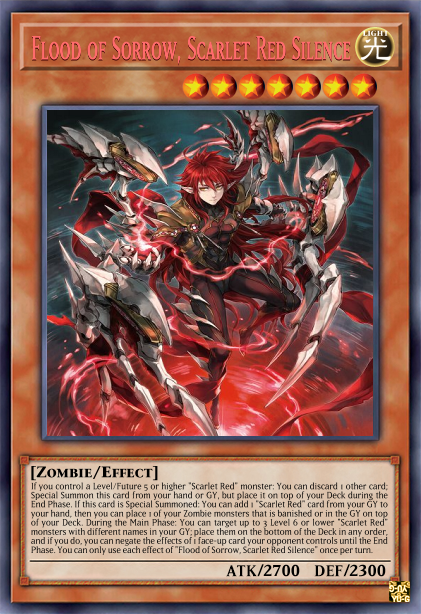 Flood of Sorrow, Scarlet Red Silence
LIGHT
光
[Zombie/Effect]
If you control a Level/Future 5 or higher "Scarlet Red" monster: You can discard 1 other card;
Special Summon this card from your hand or GY, but place it on top of your Deck during the
End Phase. If this card is Special Summoned: You can add 1 "Scarlet Red" card from your GY to
your hand, then you can place 1 of your Zombie monsters that is banished or in the GY on top
of your Deck. During the Main Phase: You can target up to 3 Level 6 or lower "Scarlet Red"
monsters with different names in your GY; place them on the bottom of the Deck in any order,
and if you do, you can negate the effects of 1 face-up card your opponent controls until the End
Phase. You can only use each effect of "Flood of Sorrow, Scarlet Red Silence" once per turn.
ATK/2700 DEF/2300